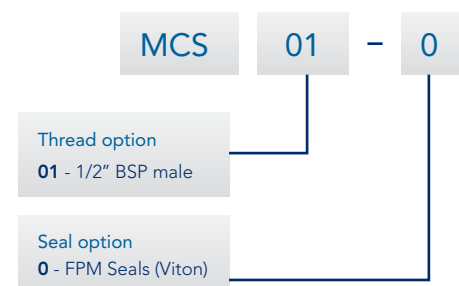 MCS 01 - 0
Thread option
01 - 1/2" BSP male
Seal option
0 - FPM Seals (Viton)